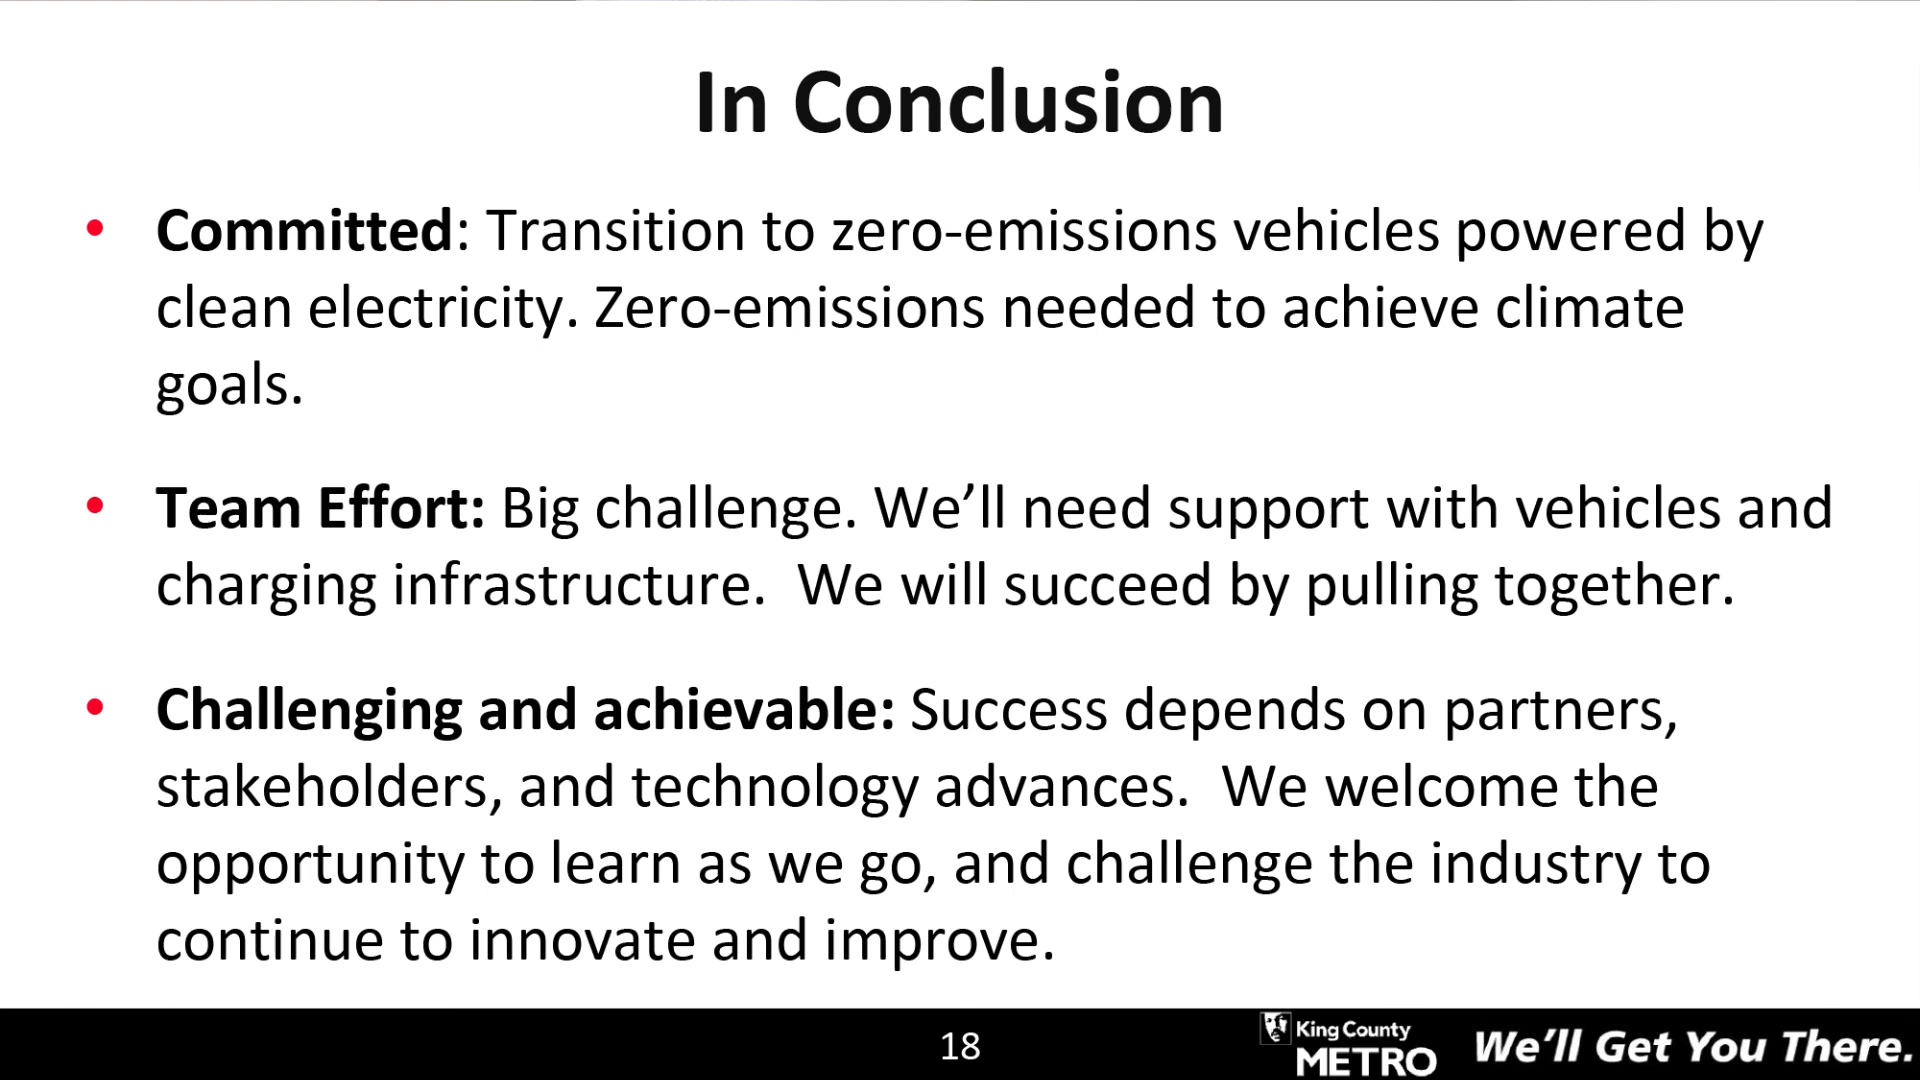 In Conclusion
• Committed: Transition to zero-emissions vehicles powered by
clean electricity. Zero-emissions needed to achieve climate
goals.
• Team Effort: Big challenge. We’ll need support with vehicles and
charging infrastructure.  We will succeed by pulling together.
• Challenging and achievable: Success depends on partners,
stakeholders, and technology advances.  We welcome the
opportunity to learn as we go, and challenge the industry to
continue to innovate and improve.
18
King County
METRO
We’ll Get You There.